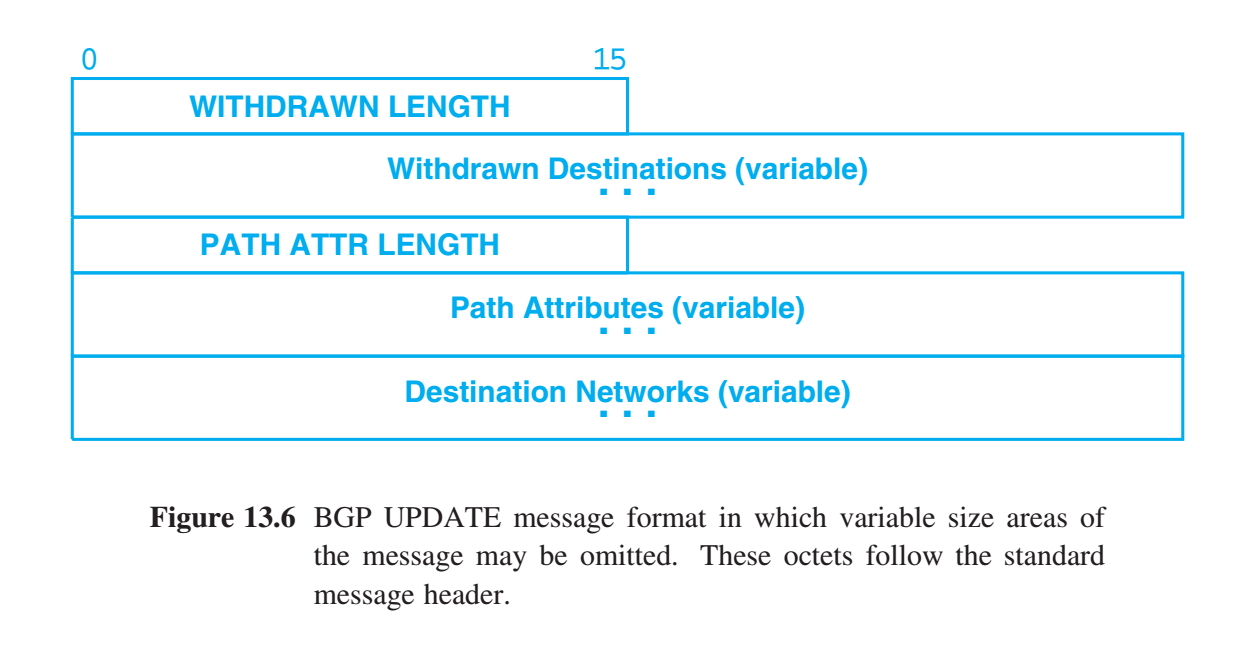 0 15
WITHDRAWN LENGTH
Withdrawn Destinations (variable)
. . .
PATH ATTR LENGTH
Path Attributes (variable)
. . .
Destination Networks (variable)
. . .
Figure 13.6 BGP UPDATE message format in which variable size areas of
the message may be omitted. These octets follow the standard
message header.